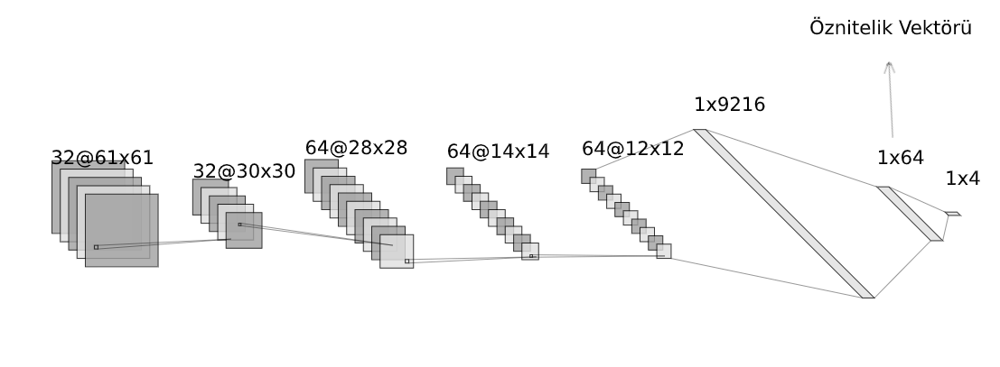 Öznitelik Vektörü
1x9216
32@61x61
32@30x30
64@28x28
64@14x14
64@12x12
1x64
1x4